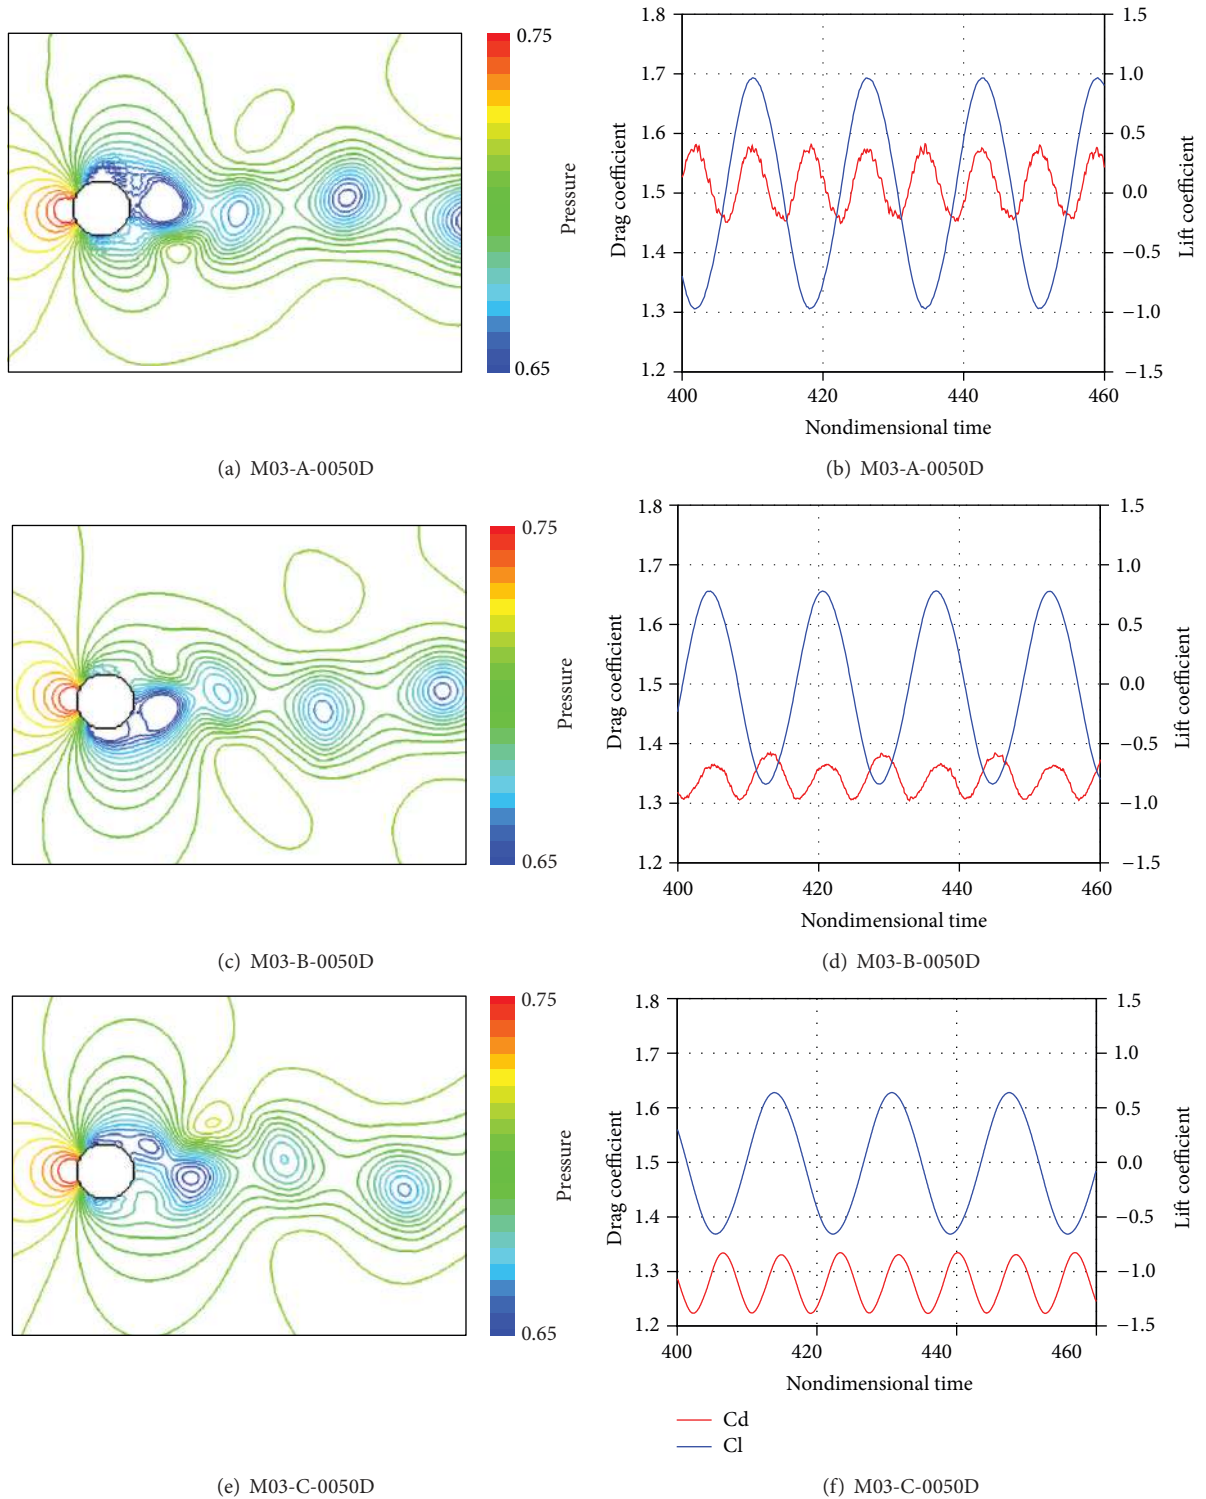 0.75
0.65
Pressure
1.8
1.7
1.6
1.5
1.4
1.3
1.2
Drag coefficient
1.5
1.0
0.5
0.0
−0.5
−1.0
−1.5
Lift coefficient
400 420 440 460
Nondimensional time
(a) M03-A-0050D
(b) M03-A-0050D
0.75
0.65
Pressure
1.8
1.7
1.6
1.5
1.4
1.3
1.2
Drag coefficient
1.5
1.0
0.5
0.0
−0.5
−1.0
−1.5
Lift coefficient
400 420 440 460
Nondimensional time
(c) M03-B-0050D
(d) M03-B-0050D
0.75
0.65
Pressure
1.8
1.7
1.6
1.5
1.4
1.3
1.2
Drag coefficient
1.5
1.0
0.5
0.0
−0.5
−1.0
−1.5
Lift coefficient
400 420 440 460
Nondimensional time
Cd
Cl
(e) M03-C-0050D
(f) M03-C-0050D